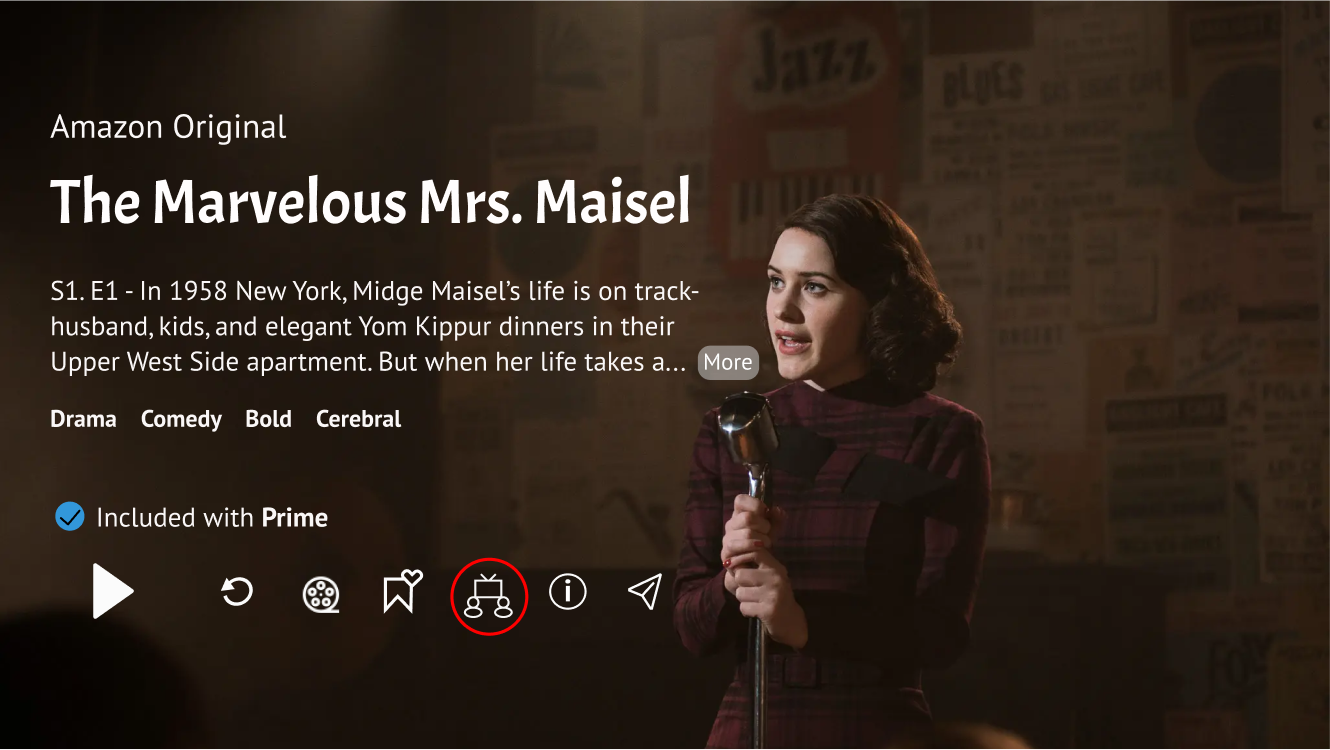 Amazon Original
The Marvelous Mrs. Maisel
S1. E1 - In 1958 New York, Midge Maisel's life is on track-
husband, kids, and elegant Yom Kippur dinners in their
Upper West Side apartment. But when her life takes a... More
Drama Comedy Bold Cerebral
Included with Prime
Jazz
BLUES